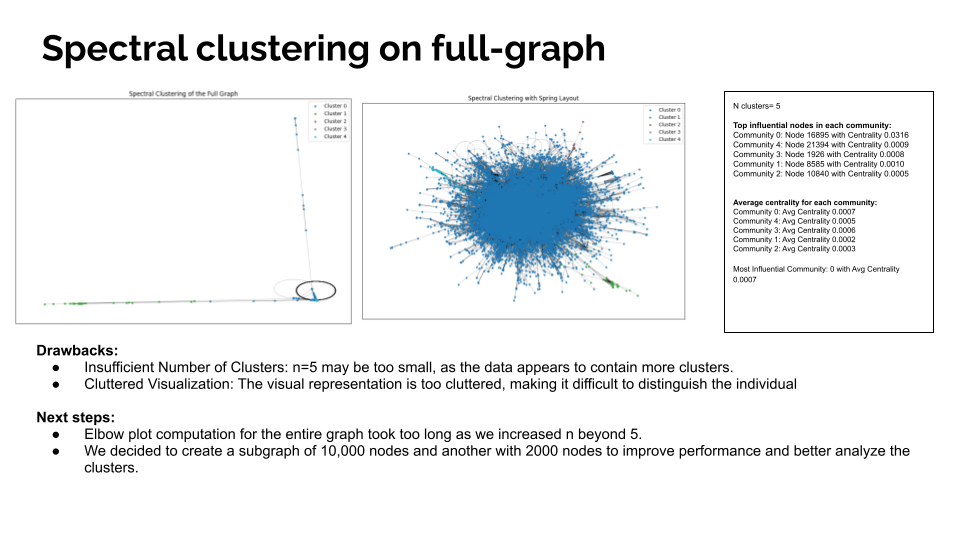 Spectral clustering on full-graph
Spectral Clustering of the Full Graph
Cluster 0
Cluster 1
Cluster 2
Cluster 3
Cluster 4
Spectral Clustering with Spring Layout
Cluster 0
Cluster 1
Cluster 2
Cluster 3
Cluster 4
N clusters= 5
Top influential nodes in each community:
Community 0: Node 16895 with Centrality 0.0316
Community 4: Node 21394 with Centrality 0.0009
Community 3: Node 1926 with Centrality 0.0008
Community 1: Node 8585 with Centrality 0.0010
Community 2: Node 10840 with Centrality 0.0005
Average centrality for each community:
Community 0: Avg Centrality 0.0007
Community 4: Avg Centrality 0.0005
Community 3: Avg Centrality 0.0006
Community 1: Avg Centrality 0.0002
Community 2: Avg Centrality 0.0003
Most Influential Community: 0 with Avg Centrality
0.0007
Drawbacks:
● Insufficient Number of Clusters: n=5 may be too small, as the data appears to contain more clusters.
● Cluttered Visualization: The visual representation is too cluttered, making it difficult to distinguish the individual
Next steps:
● Elbow plot computation for the entire graph took too long as we increased n beyond 5.
● We decided to create a subgraph of 10,000 nodes and another with 2000 nodes to improve performance and better analyze the
clusters.